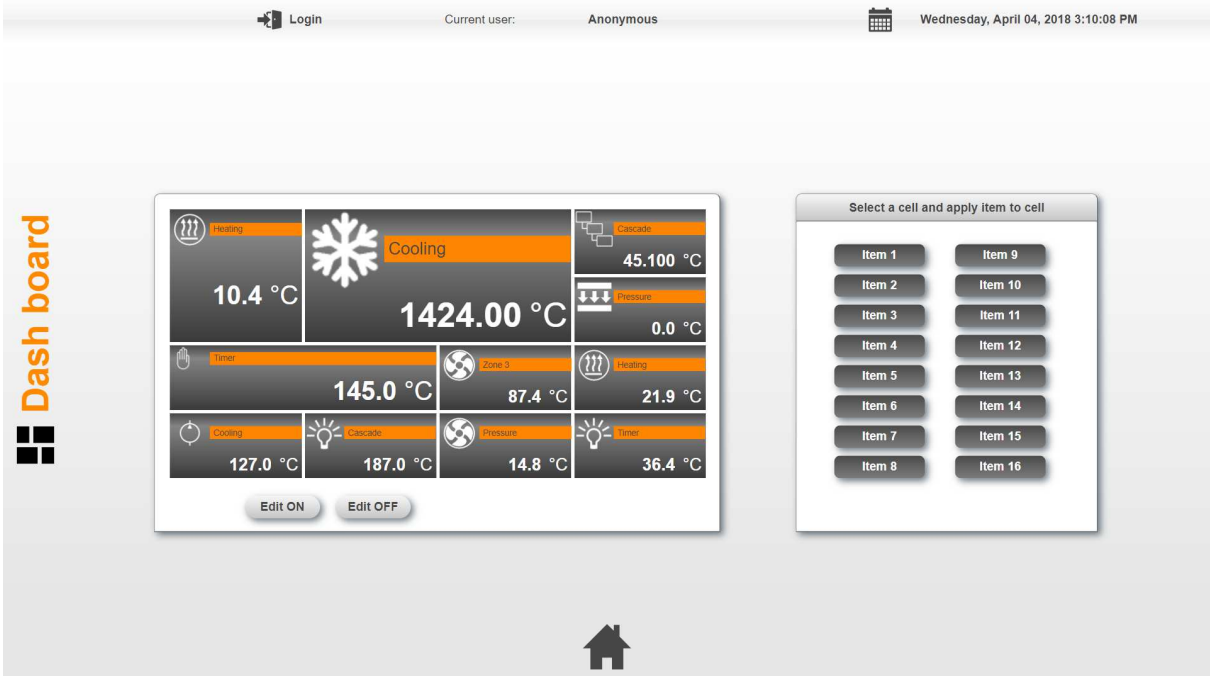 Login Current user: Anonymous Wednesday, April 04, 2018 3:10:08 PM
Dash board
Heating
10.4 °C
Cooling
1424.00 °C
Cascade
45.100 °C
Pressure
0.0 °C
Timer
145.0 °C
Zone 3
87.4 °C
Heating
21.9 °C
Cooling
127.0 °C
Cascade
187.0 °C
Pressure
14.8 °C
Timer
36.4 °C
Edit ON Edit OFF
Select a cell and apply item to cell
Item 1 Item 9
Item 2 Item 10
Item 3 Item 11
Item 4 Item 12
Item 5 Item 13
Item 6 Item 14
Item 7 Item 15
Item 8 Item 16